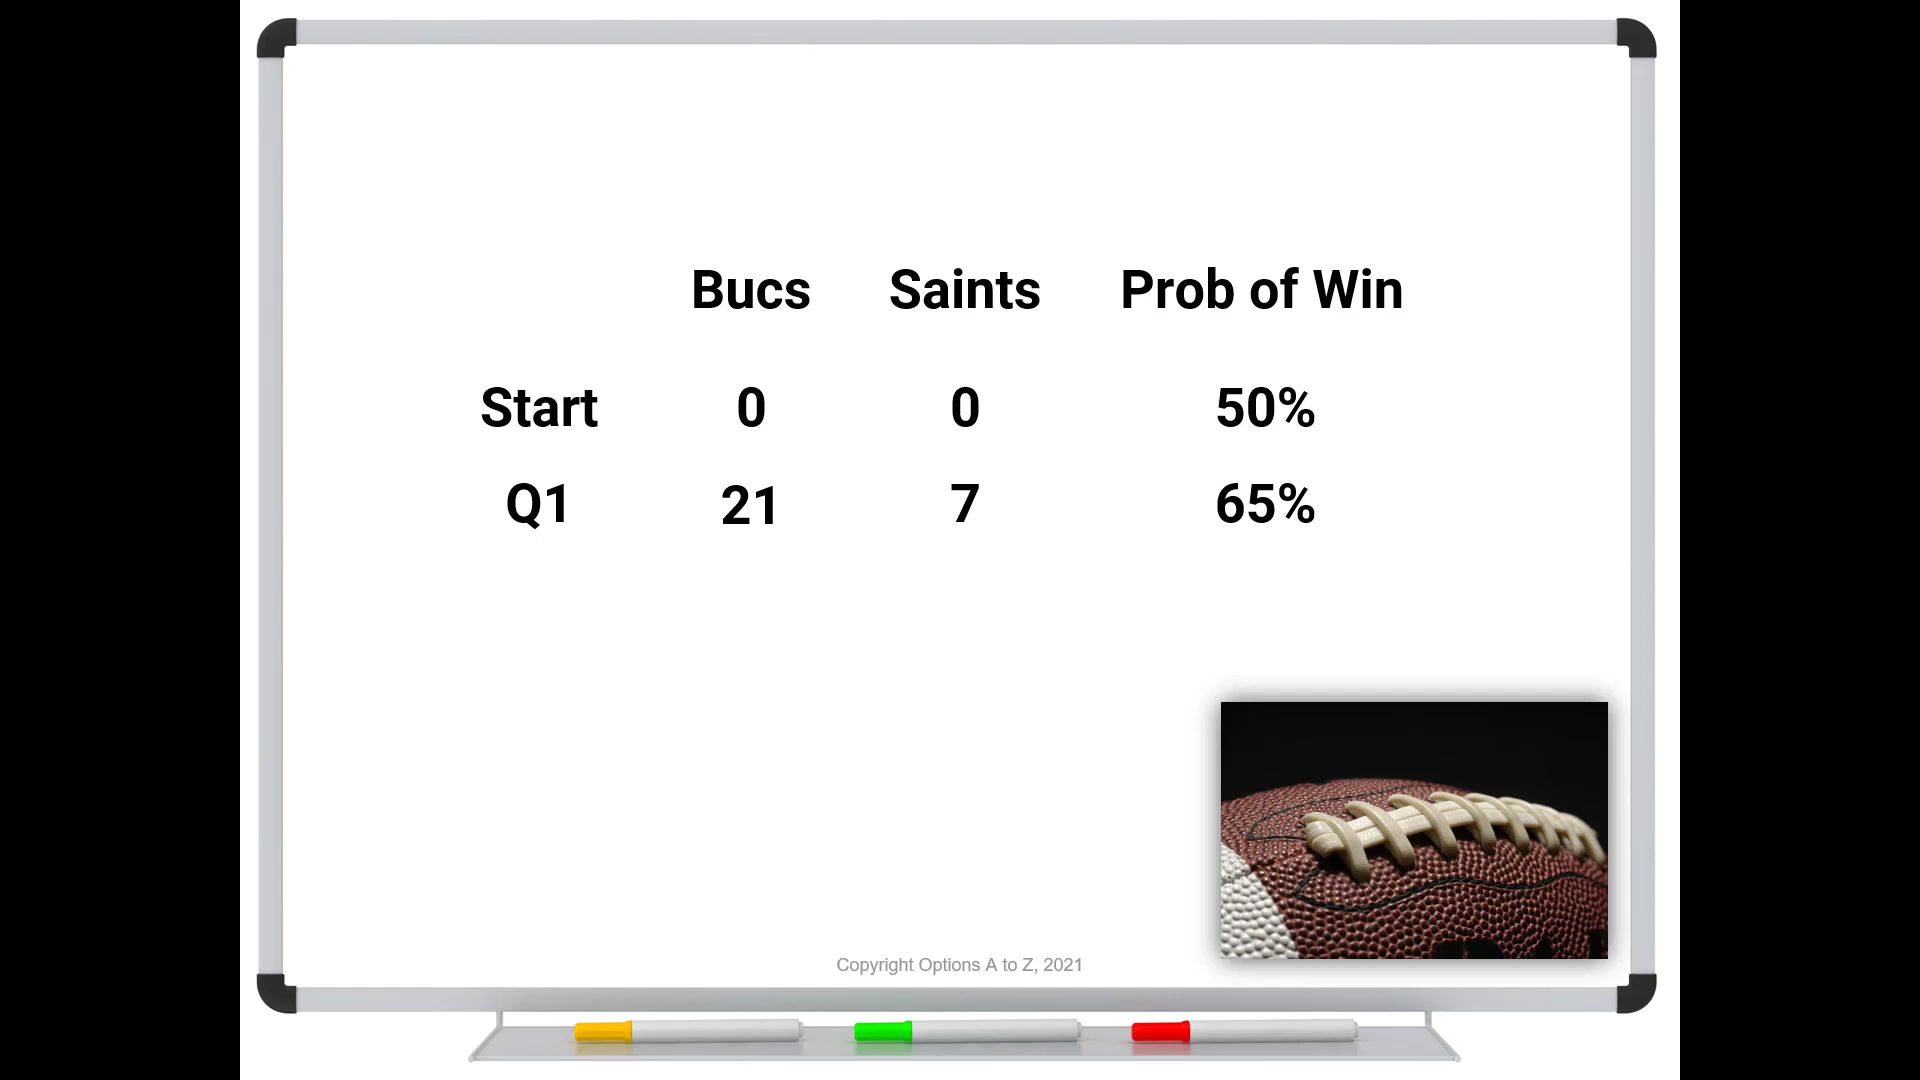 Bucs Saints Prob of Win
Start 0 0 50%
Q1 21 7 65%
Copyright Options A to Z, 2021